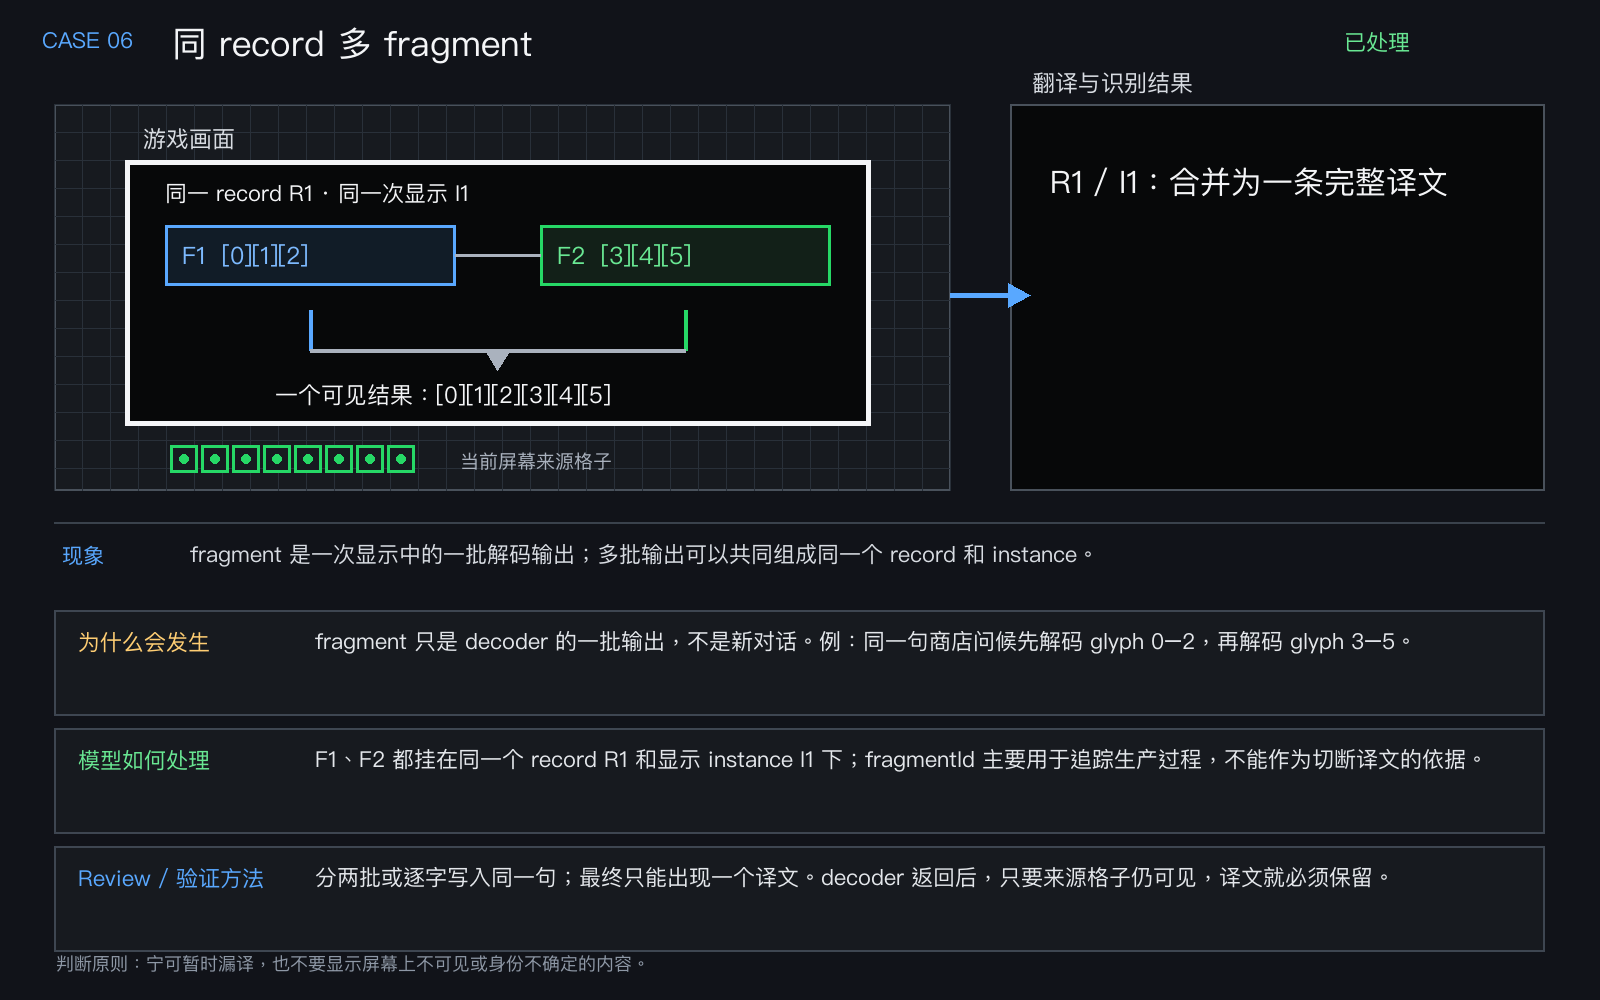 CASE 06
同 record 多 fragment
已处理
翻译与识别结果
游戏画面
同一 record R1 · 同一次显示 I1
F1 [0][1][2]
F2 [3][4][5]
一个可见结果：[0][1][2][3][4][5]
当前屏幕来源格子
R1 / I1：合并为一条完整译文
现象
fragment 是一次显示中的一批解码输出；多批输出可以共同组成同一个 record 和 instance。
为什么会发生
fragment 只是 decoder 的一批输出，不是新对话。例：同一句商店问候先解码 glyph 0—2，再解码 glyph 3—5。
模型如何处理
F1、F2 都挂在同一个 record R1 和显示 instance I1 下；fragmentId 主要用于追踪生产过程，不能作为切断译文的依据。
Review / 验证方法
分两批或逐字写入同一句；最终只能出现一个译文。decoder 返回后，只要来源格子仍可见，译文就必须保留。
判断原则：宁可暂时漏译，也不要显示屏幕上不可见或身份不确定的内容。